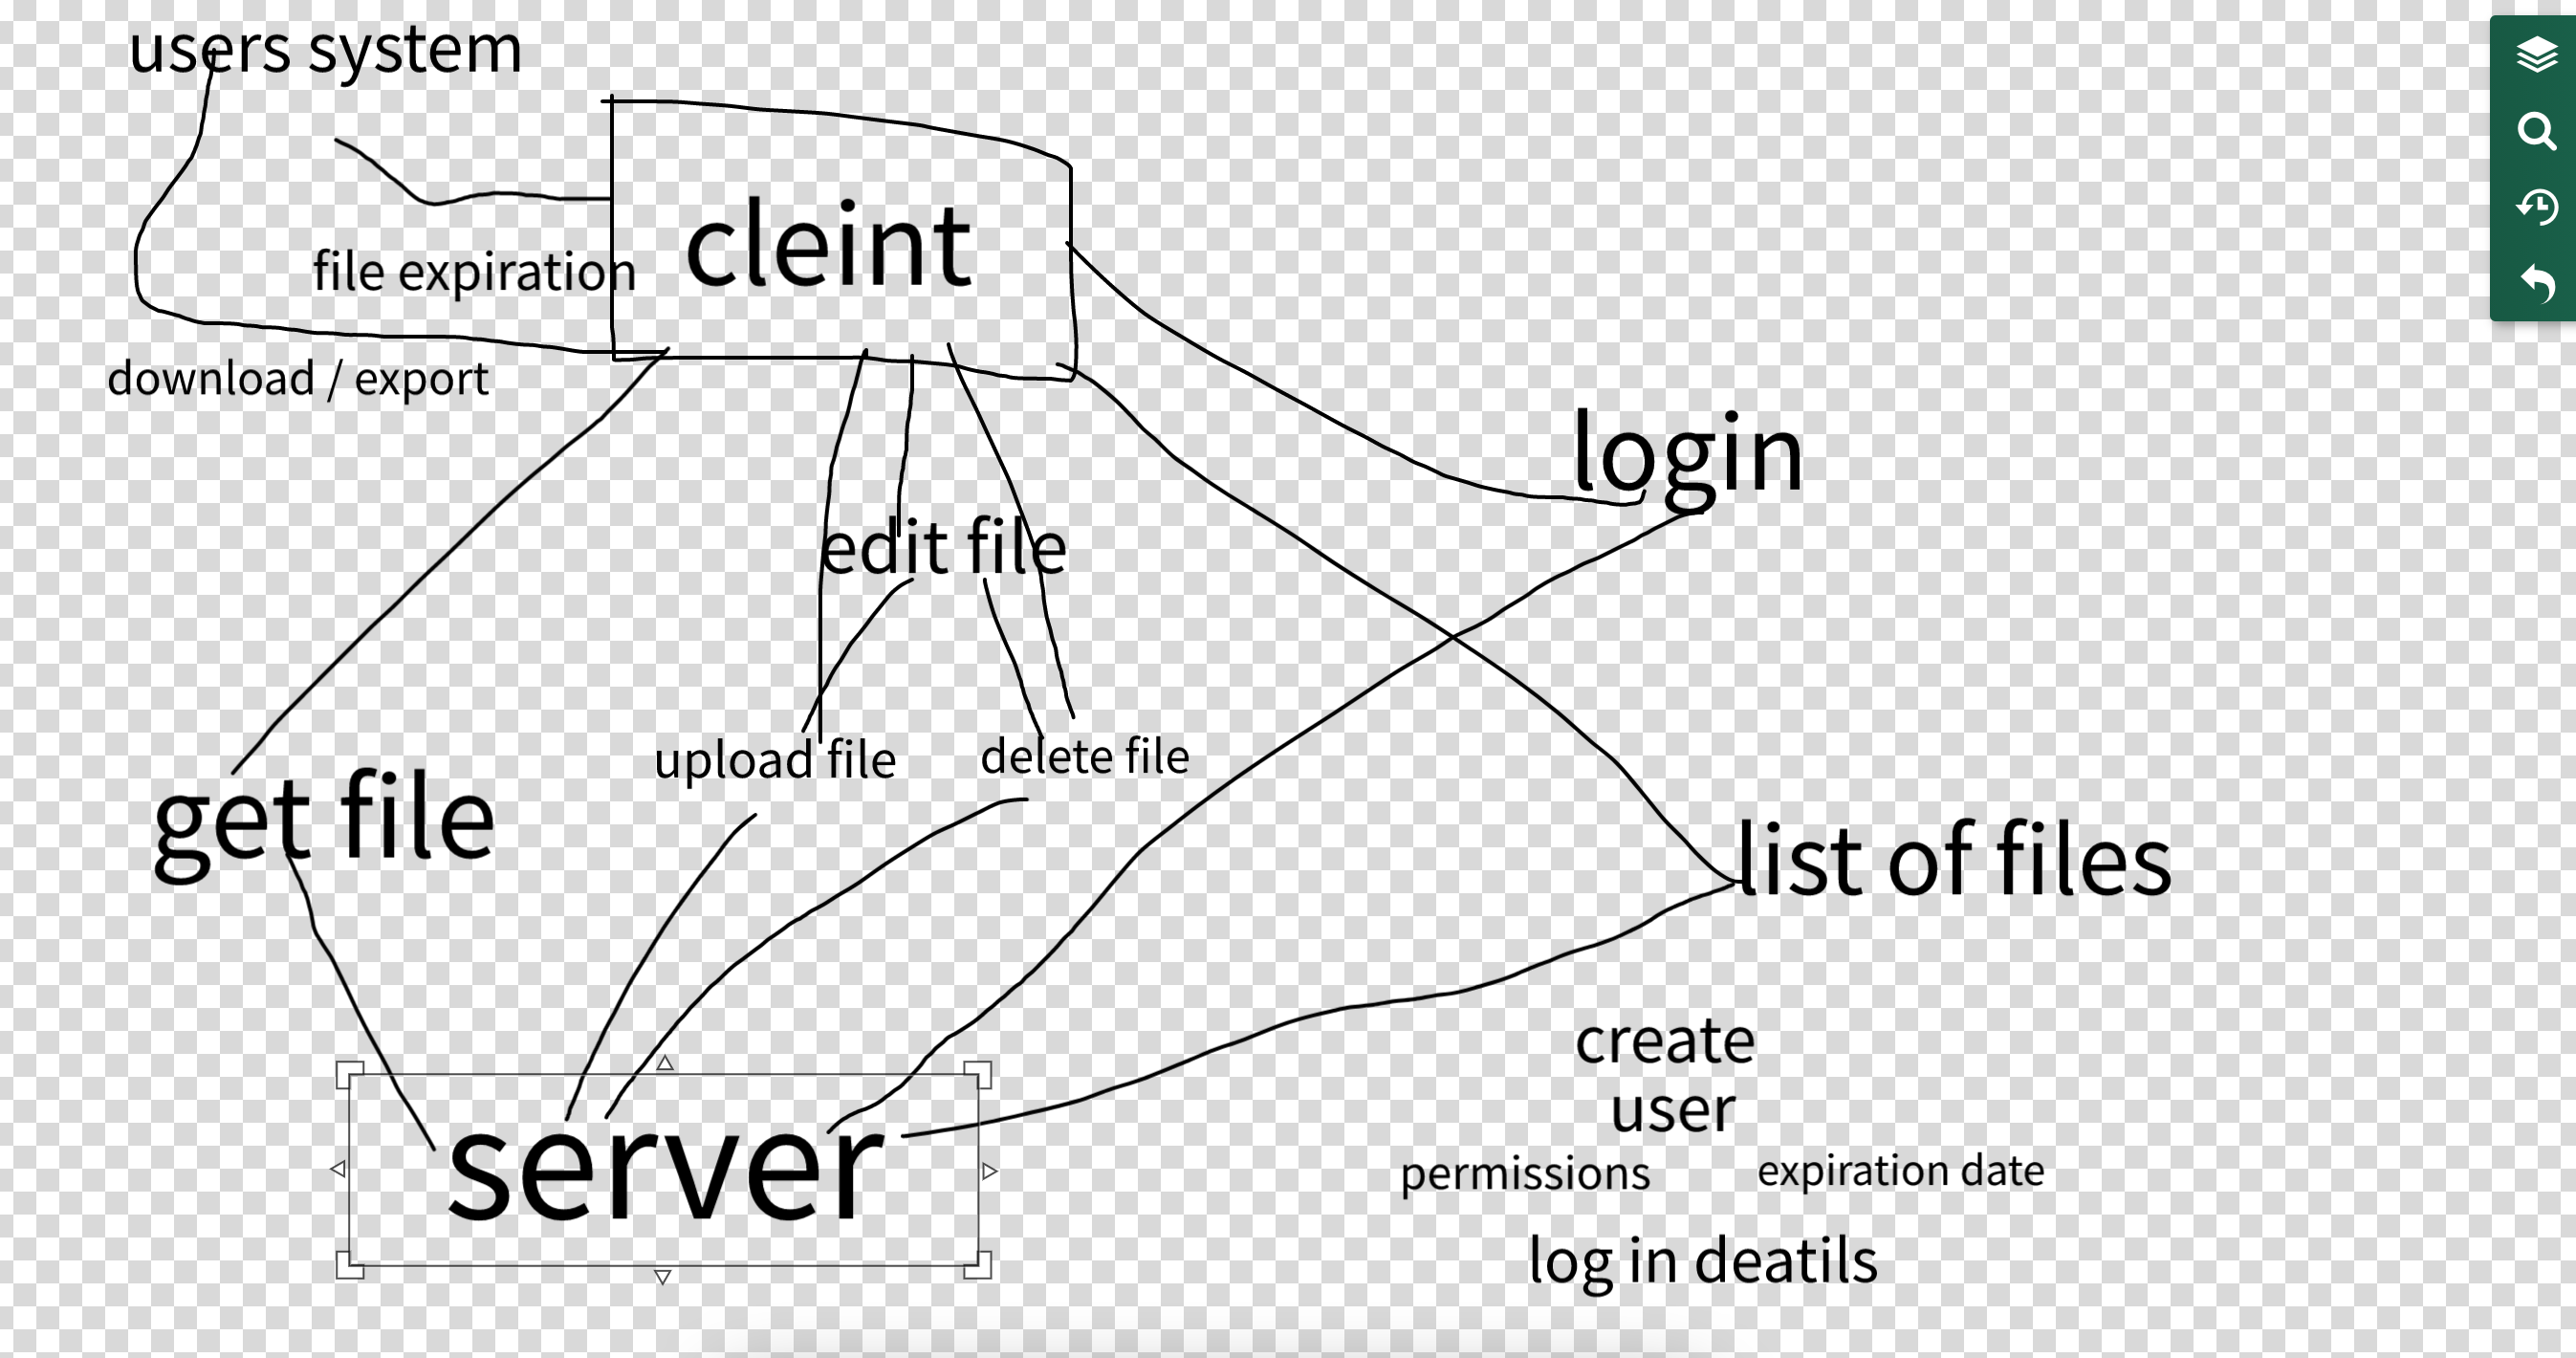 users system
cleint
file expiration
download / export
login
edit file
upload file
delete file
get file
list of files
create
user
permissions
expiration date
server
log in deatils